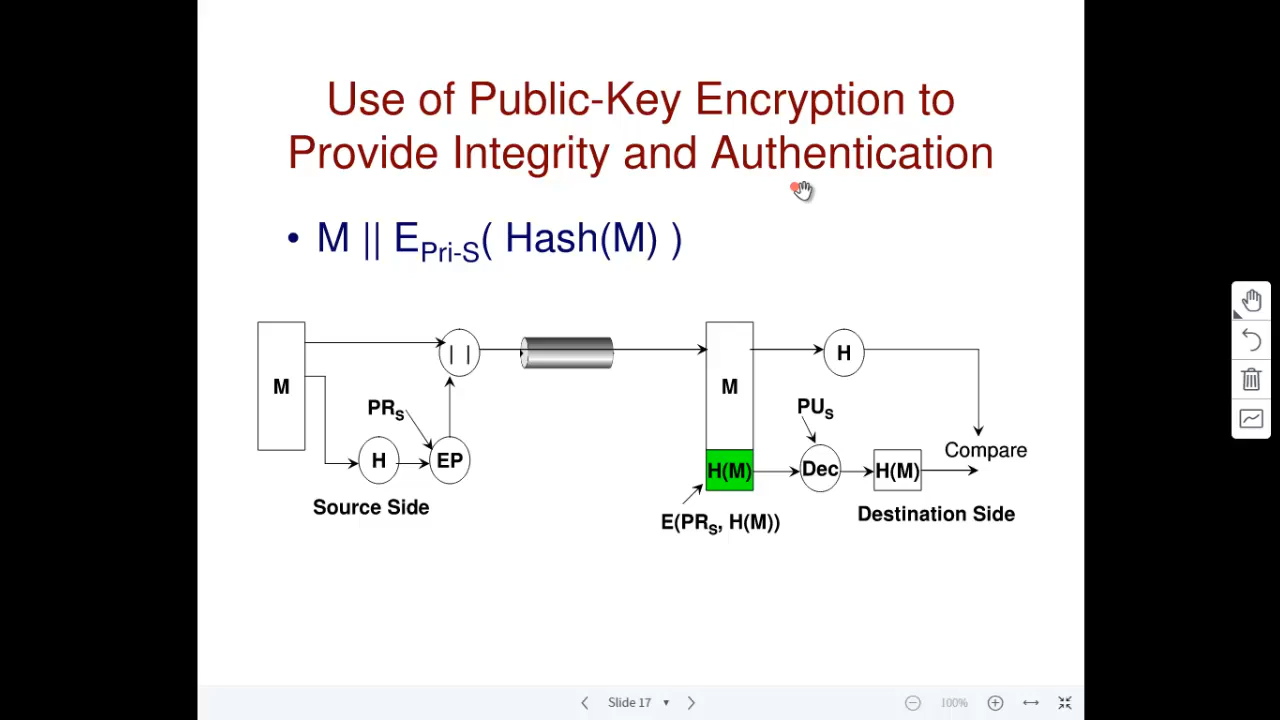 Use of Public-Key Encryption to
Provide Integrity and Authentication
• M || E_Pri-S( Hash(M) )
M
| |
M
H
PR_S
PU_S
H
EP
H(M)
Dec
H(M)
Compare
Source Side
E(PR_S, H(M))
Destination Side
Slide 17
100%